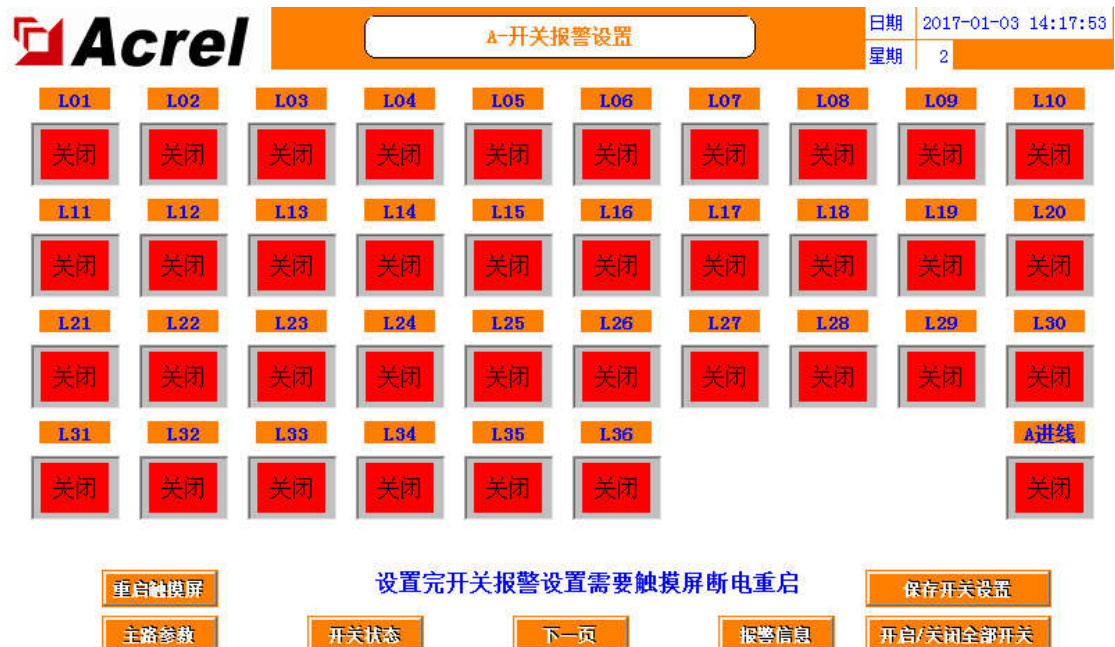 Acrel A-开关报警设置 日期 2017-01-03 14:17:53
星期 2
L01 L02 L03 L04 L05 L06 L07 L08 L09 L10
关闭 关闭 关闭 关闭 关闭 关闭 关闭 关闭 关闭 关闭
L11 L12 L13 L14 L15 L16 L17 L18 L19 L20
关闭 关闭 关闭 关闭 关闭 关闭 关闭 关闭 关闭 关闭
L21 L22 L23 L24 L25 L26 L27 L28 L29 L30
关闭 关闭 关闭 关闭 关闭 关闭 关闭 关闭 关闭 关闭
L31 L32 L33 L34 L35 L36 A进线
关闭 关闭 关闭 关闭 关闭 关闭 关闭
重启触摸屏 设置完开关报警设置需要触摸屏断电重启 保存开关设置
主路参数 开关状态 下一页 报警信息 开启/关闭全部开关